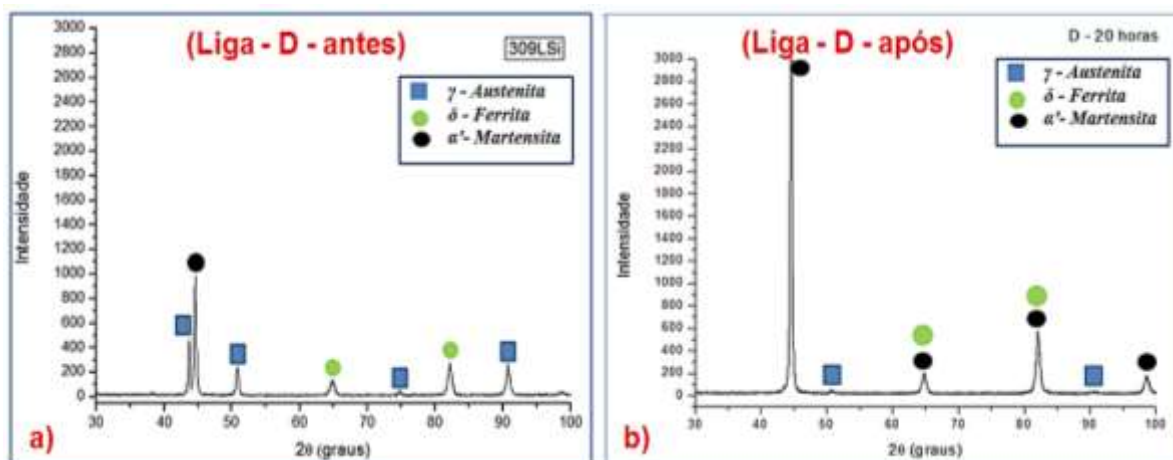 (Liga - D - antes)
309LSi
γ - Austenita
δ - Ferrita
α'- Martensita
Intensidade
3000
2800
2600
2400
2200
2000
1800
1600
1400
1200
1000
800
600
400
200
0
30 40 50 60 70 80 90 100
2θ (graus)
a)
(Liga - D - após)
D - 20 horas
γ - Austenita
δ - Ferrita
α'- Martensita
Intensidade
3000
2800
2600
2400
2200
2000
1800
1600
1400
1200
1000
800
600
400
200
0
30 40 50 60 70 80 90 100
2θ (graus)
b)